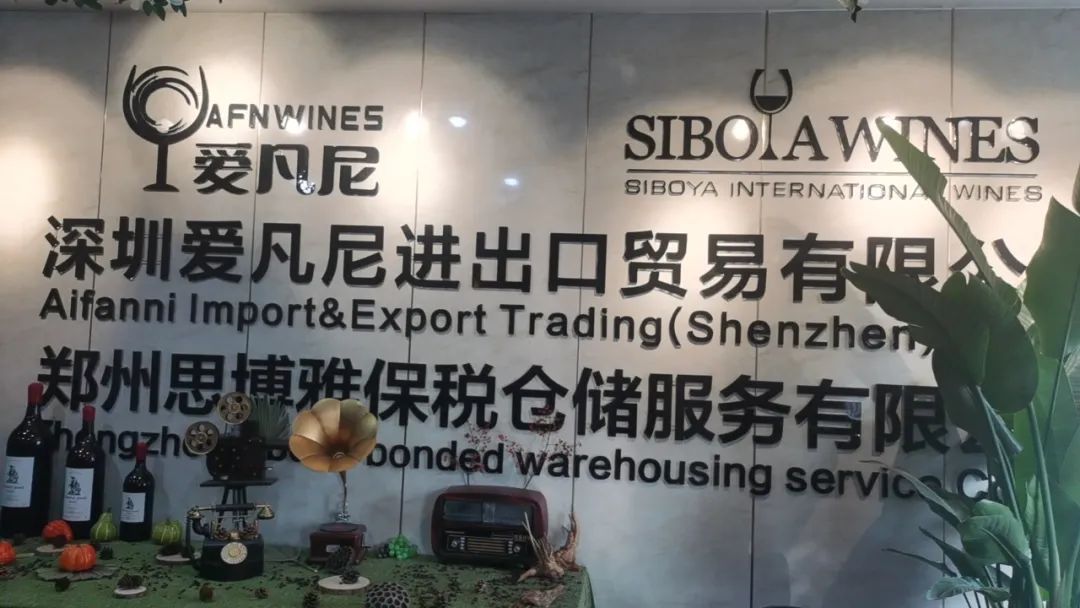 AFNWINES
爱凡尼
SIBOYAWINES
SIBOYA INTERNATIONAL WINES
深圳爱凡尼进出口贸易有限公
Aifanni Import&Export Trading(Shenzhen)
郑州思博雅保税仓储服务有限公
bonded warehousing service